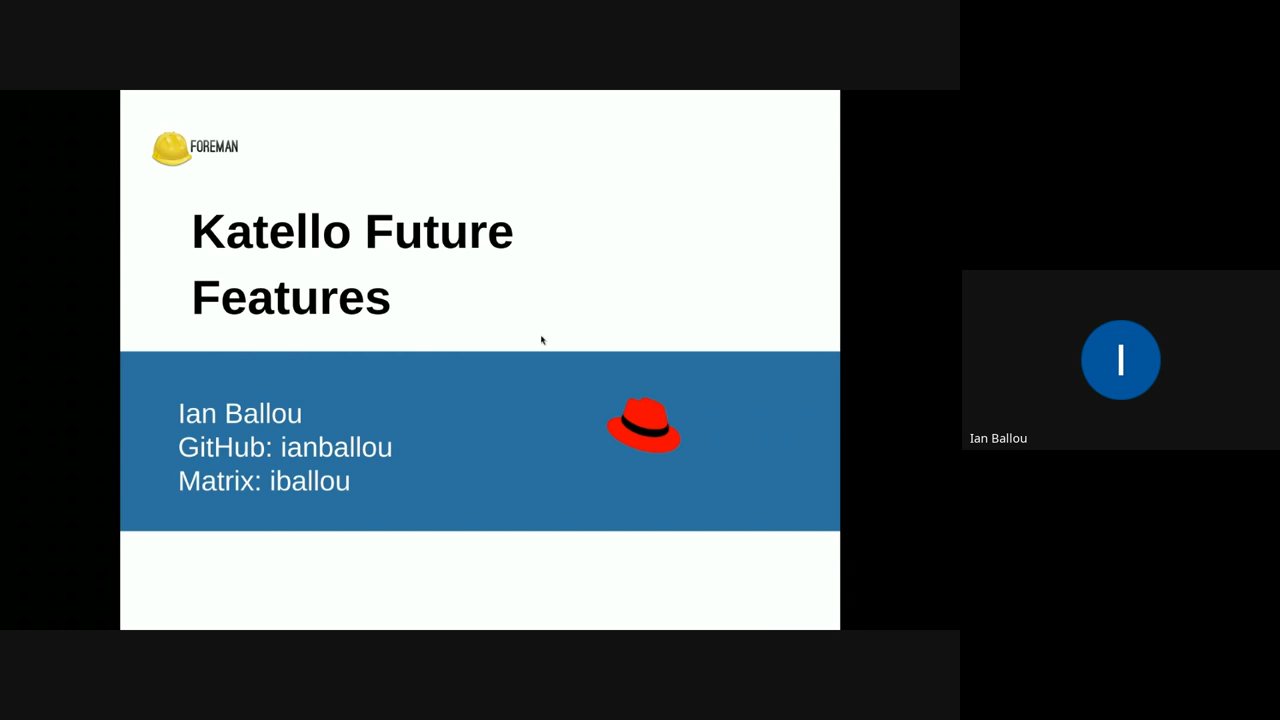 FOREMAN
Katello Future
Features
Ian Ballou
GitHub: ianballou
Matrix: iballou
I
Ian Ballou